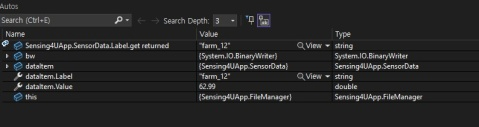 Autos
Search (Ctrl+E) Search Depth: 3
Name Value Type
Sensing4UApp.SensorData.Label.get returned "farm_12" View string
bw {System.IO.BinaryWriter} System.IO.BinaryWriter
dataItem {Sensing4UApp.SensorData} Sensing4UApp.SensorData
dataItem.Label "farm_12" View string
dataItem.Value 62.99 double
this {Sensing4UApp.FileManager} Sensing4UApp.FileManager